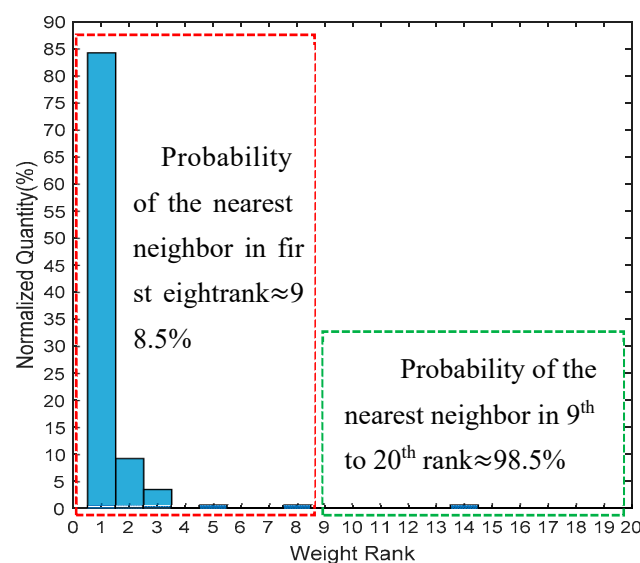 90
85
80
75
70
65
60
55
50
45
40
35
30
25
20
15
10
5
0
Normalized Quantity(%)
Probability
of the nearest
neighbor in fir
st eightrank≈9
8.5%
Probability of the
nearest neighbor in 9th
to 20th rank≈98.5%
0 1 2 3 4 5 6 7 8 9 10 11 12 13 14 15 16 17 18 19 20
Weight Rank